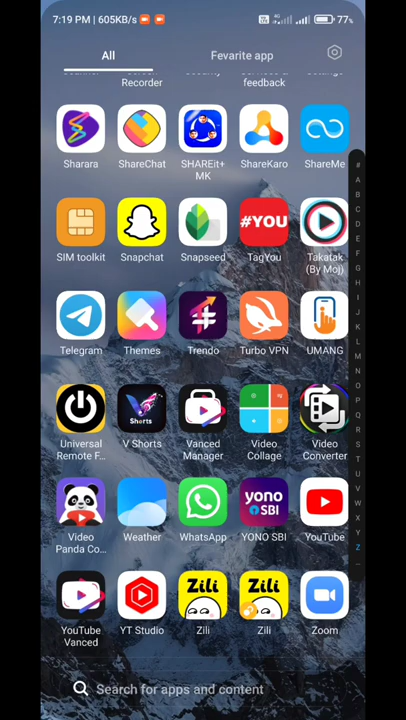 7:19 PM | 605KB/s
77%
All
Fevarite app
Recorder
feedback
Sharara
ShareChat
SHAREit+
MK
ShareKaro
ShareMe
#YOU
SIM toolkit
Snapchat
Snapseed
TagYou
Takatak
(By Moj)
Telegram
Themes
Trendo
Turbo VPN
UMANG
Shorts
Universal
Remote F...
V Shorts
Vanced
Manager
Video
Collage
Video
Converter
yono
SBI
Video
Panda Co...
Weather
WhatsApp
YONO SBI
YouTube
Zili
Zili
YouTube
Vanced
YT Studio
Zili
Zili
Zoom
#
A
B
C
D
E
F
G
H
I
J
K
L
M
N
O
P
Q
R
S
T
U
V
W
X
Y
Z
Search for apps and content